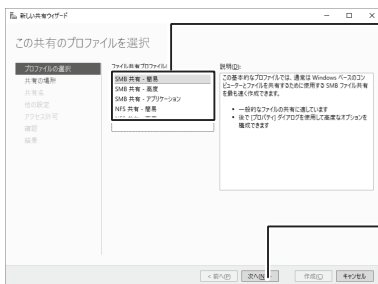 新しい共有ウィザード
この共有のプロファイルを選択
プロファイルの選択
共有の場所
共有名
他の設定
アクセス許可
確認
結果
ファイル共有プロファイル
SMB 共有 - 簡易
SMB 共有 - 高度
SMB 共有 - アプリケーション
NFS 共有 - 簡易
説明(D):
この基本的なプロファイルでは、通常は Windows ベースのコン
ピューターとファイルを共有するために使用する SMB ファイル共有
を最も速く作成できます。
• 一般的なファイルの共有に適しています
• 後で [プロパティ] ダイアログを使用して高度なオプションを
構成できます
< 前へ(P)
次へ(N)
作成(C)
キャンセル